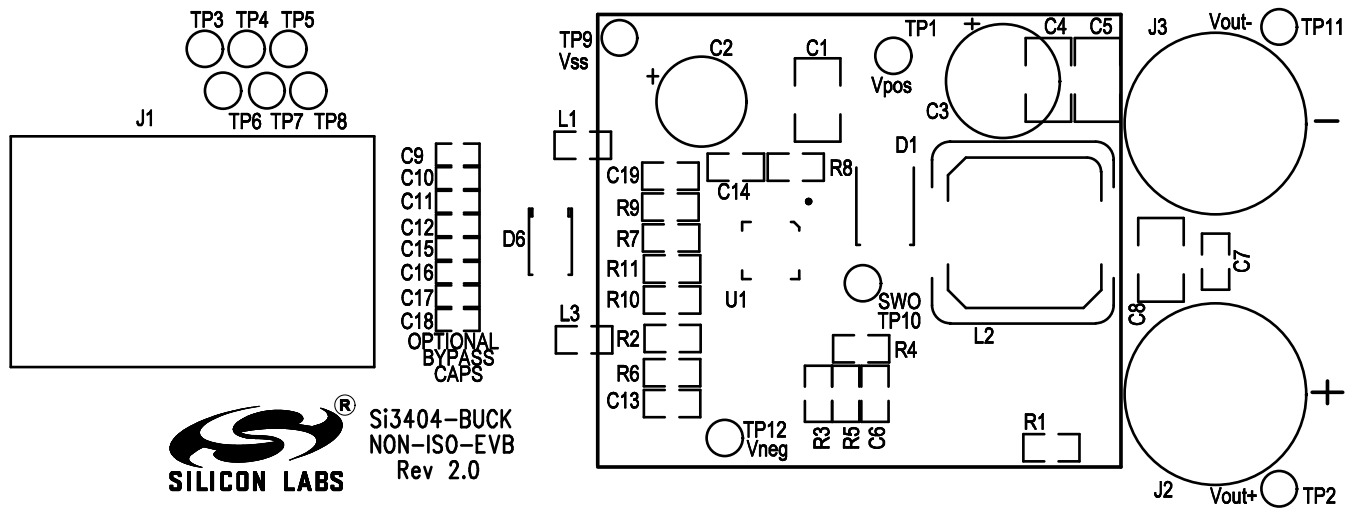 TP3 TP4 TP5
TP6 TP7 TP8
J1
C9
C10
C11
C12
C15
C16
C17
C18
OPTIONAL
BYPASS
CAPS
SILICON LABS ®
Si3404-BUCK
NON-ISO-EVB
Rev 2.0
D6
L1
L3
TP9
Vss
+
C2
C1
TP1
Vpos
+
C3
C4
C5
C19
R9
R7
R11
R10
R2
R6
C13
C14
R8
D1
U1
SWO
TP10
L2
R4
R3
R5
C6
R1
TP12
Vneg
J3
Vout-
TP11
-
C8
C7
+
J2
Vout+
TP2